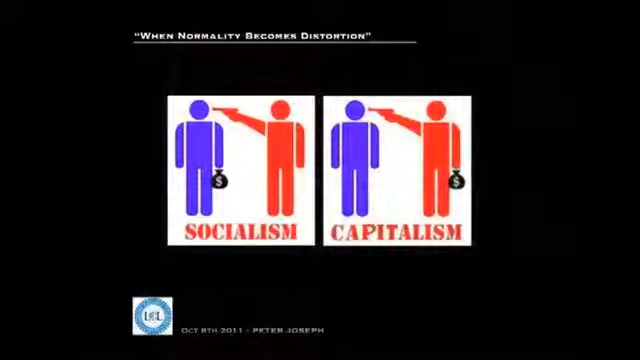 “When Normality Becomes Distortion”
$
$
SOCIALISM
CAPITALISM
Oct 8th 2011 - Peter Joseph